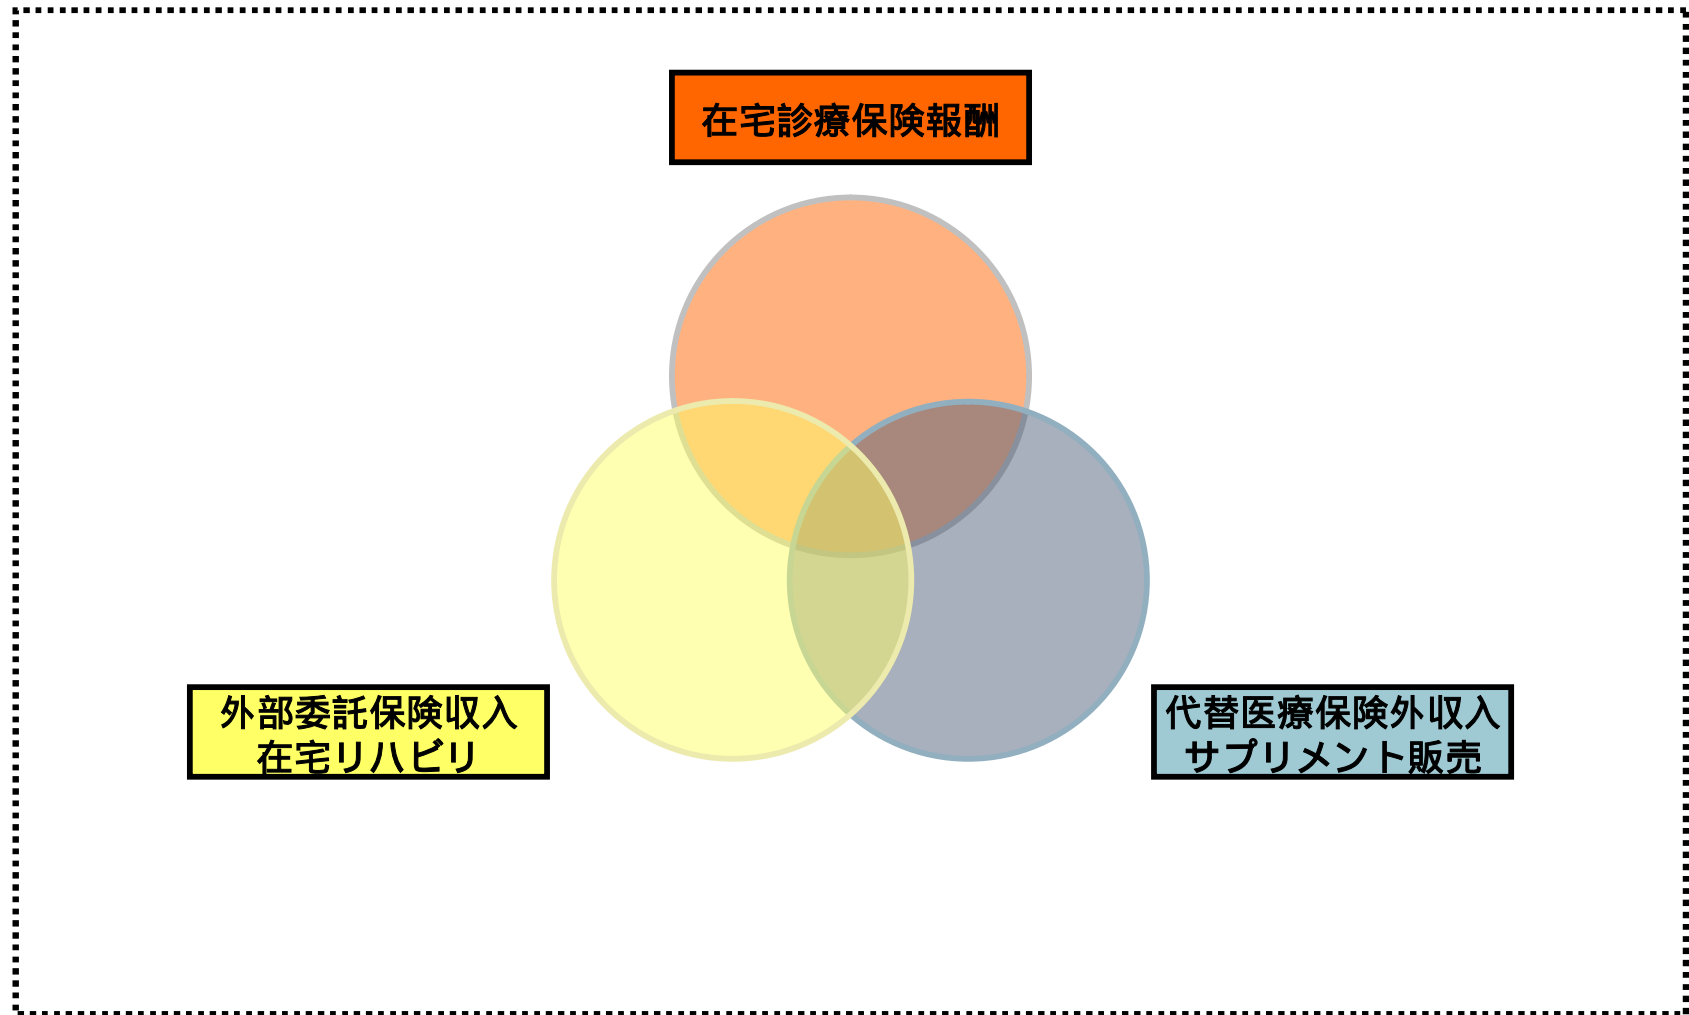 在宅診療保険報酬
外部委託保険収入
在宅リハビリ
代替医療保険外収入
サプリメント販売